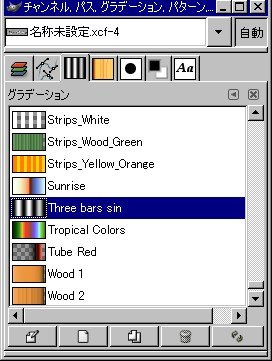 チャンネル, パス, グラデーション, パターン...
名称未設定.xcf-4
自動
Aa
グラデーション
Strips_White
Strips_Wood_Green
Strips_Yellow_Orange
Sunrise
Three bars sin
Tropical Colors
Tube Red
Wood 1
Wood 2